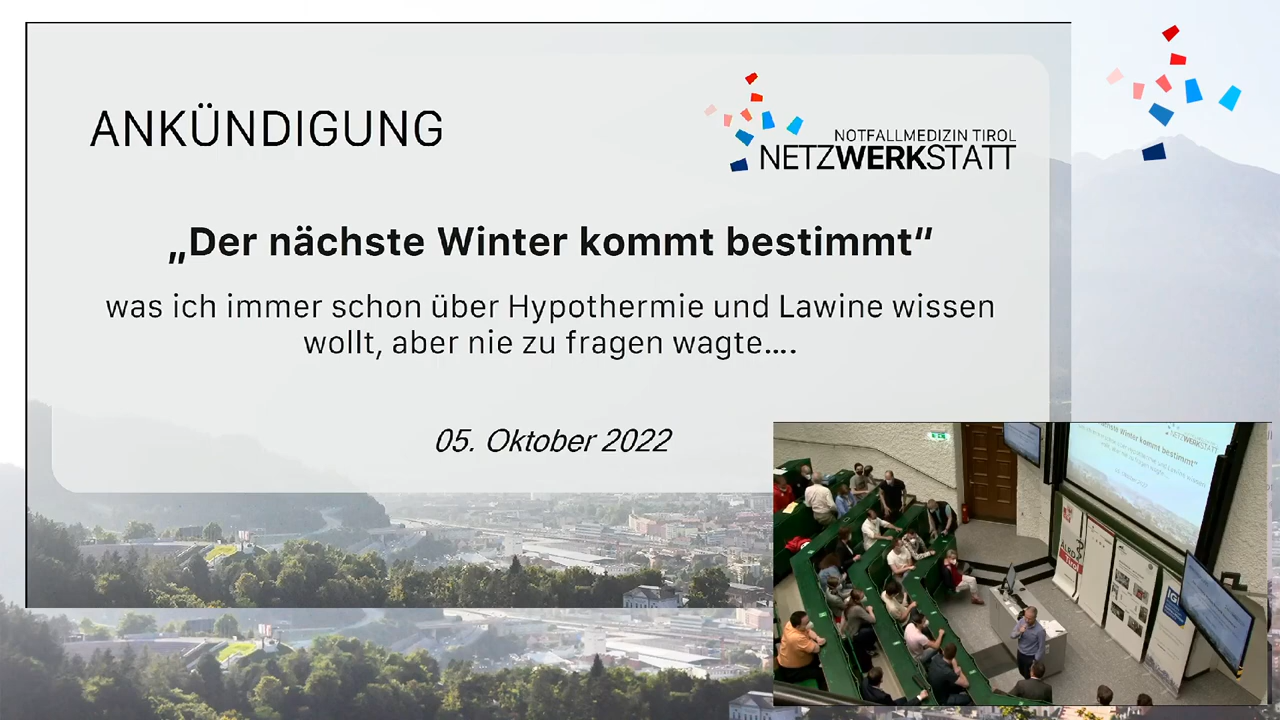 ANKÜNDIGUNG
NOTFALLMEDIZIN TIROL
NETZWERKSTATT
„Der nächste Winter kommt bestimmt“
was ich immer schon über Hypothermie und Lawine wissen
wollt, aber nie zu fragen wagte....
05. Oktober 2022